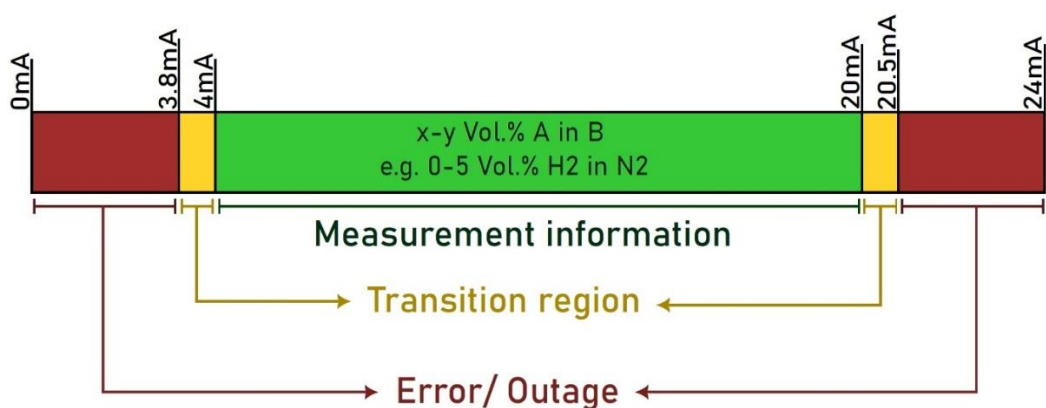 0mA
3.8mA
4mA
20mA
20.5mA
24mA
x-y Vol.% A in B
e.g. 0-5 Vol.% H2 in N2
Measurement information
Transition region
Error/ Outage